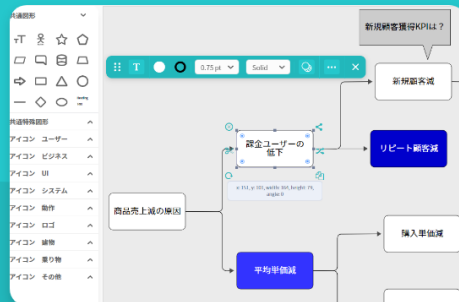 共通図形
T
T
0.75 pt
Solid
新規顧客獲得KPIは？
新規顧客減
課金ユーザーの
低下
リピート顧客減
共通特殊図形
アイコン ユーザー
アイコン ビジネス
アイコン UI
アイコン システム
アイコン 動作
アイコン ロゴ
アイコン 建物
アイコン 乗り物
アイコン その他
商品売上減の原因
購入単価減
平均単価減